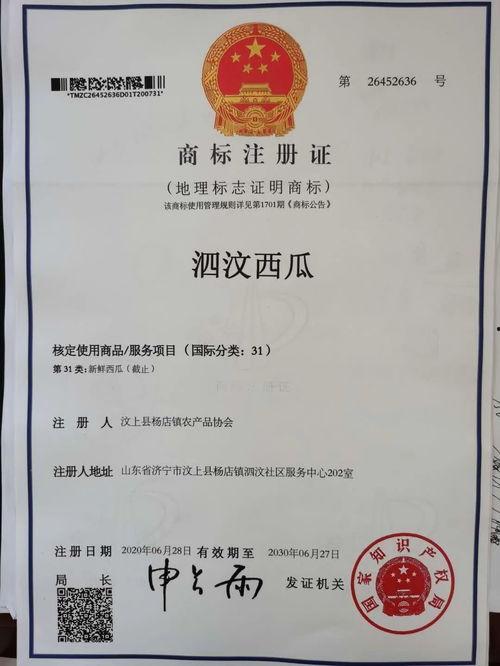 第 26452636 号
*TMZC26452636D01T200731*
商标注册证
(地理标志证明商标)
该商标使用管理规则详见第1701期《商标公告》
泗汶西瓜
核定使用商品/服务项目(国际分类:31)
第31类:新鲜西瓜(截止)
商标注册证
注册人 汶上县杨店镇农产品协会
注册人地址 山东省济宁市汶上县杨店镇泗汶社区服务中心202室
注册日期 2020年06月28日 有效期至 2030年06月27日
局长 申长雨 发证机关
国家知识产权局